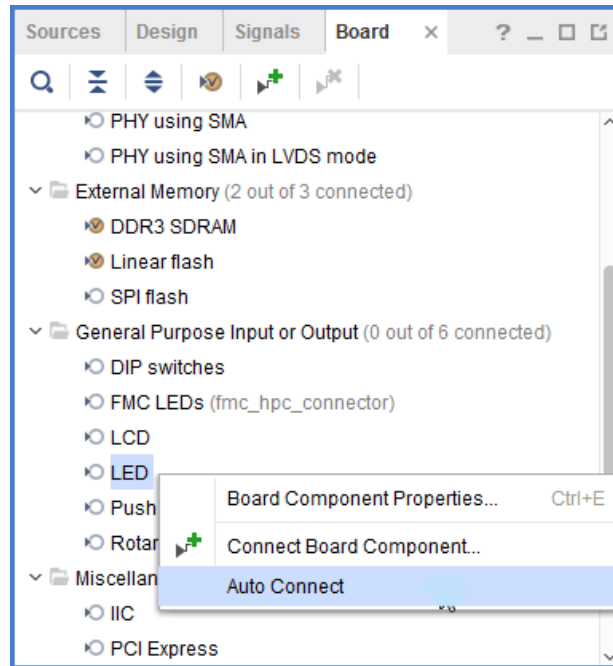 Sources Design Signals Board × ? _
PHY using SMA
PHY using SMA in LVDS mode
External Memory (2 out of 3 connected)
DDR3 SDRAM
Linear flash
SPI flash
General Purpose Input or Output (0 out of 6 connected)
DIP switches
FMC LEDs (fmc_hpc_connector)
LCD
LED
Board Component Properties... Ctrl+E
Push
Connect Board Component...
Rotar
Auto Connect
Miscellan
IIC
PCI Express